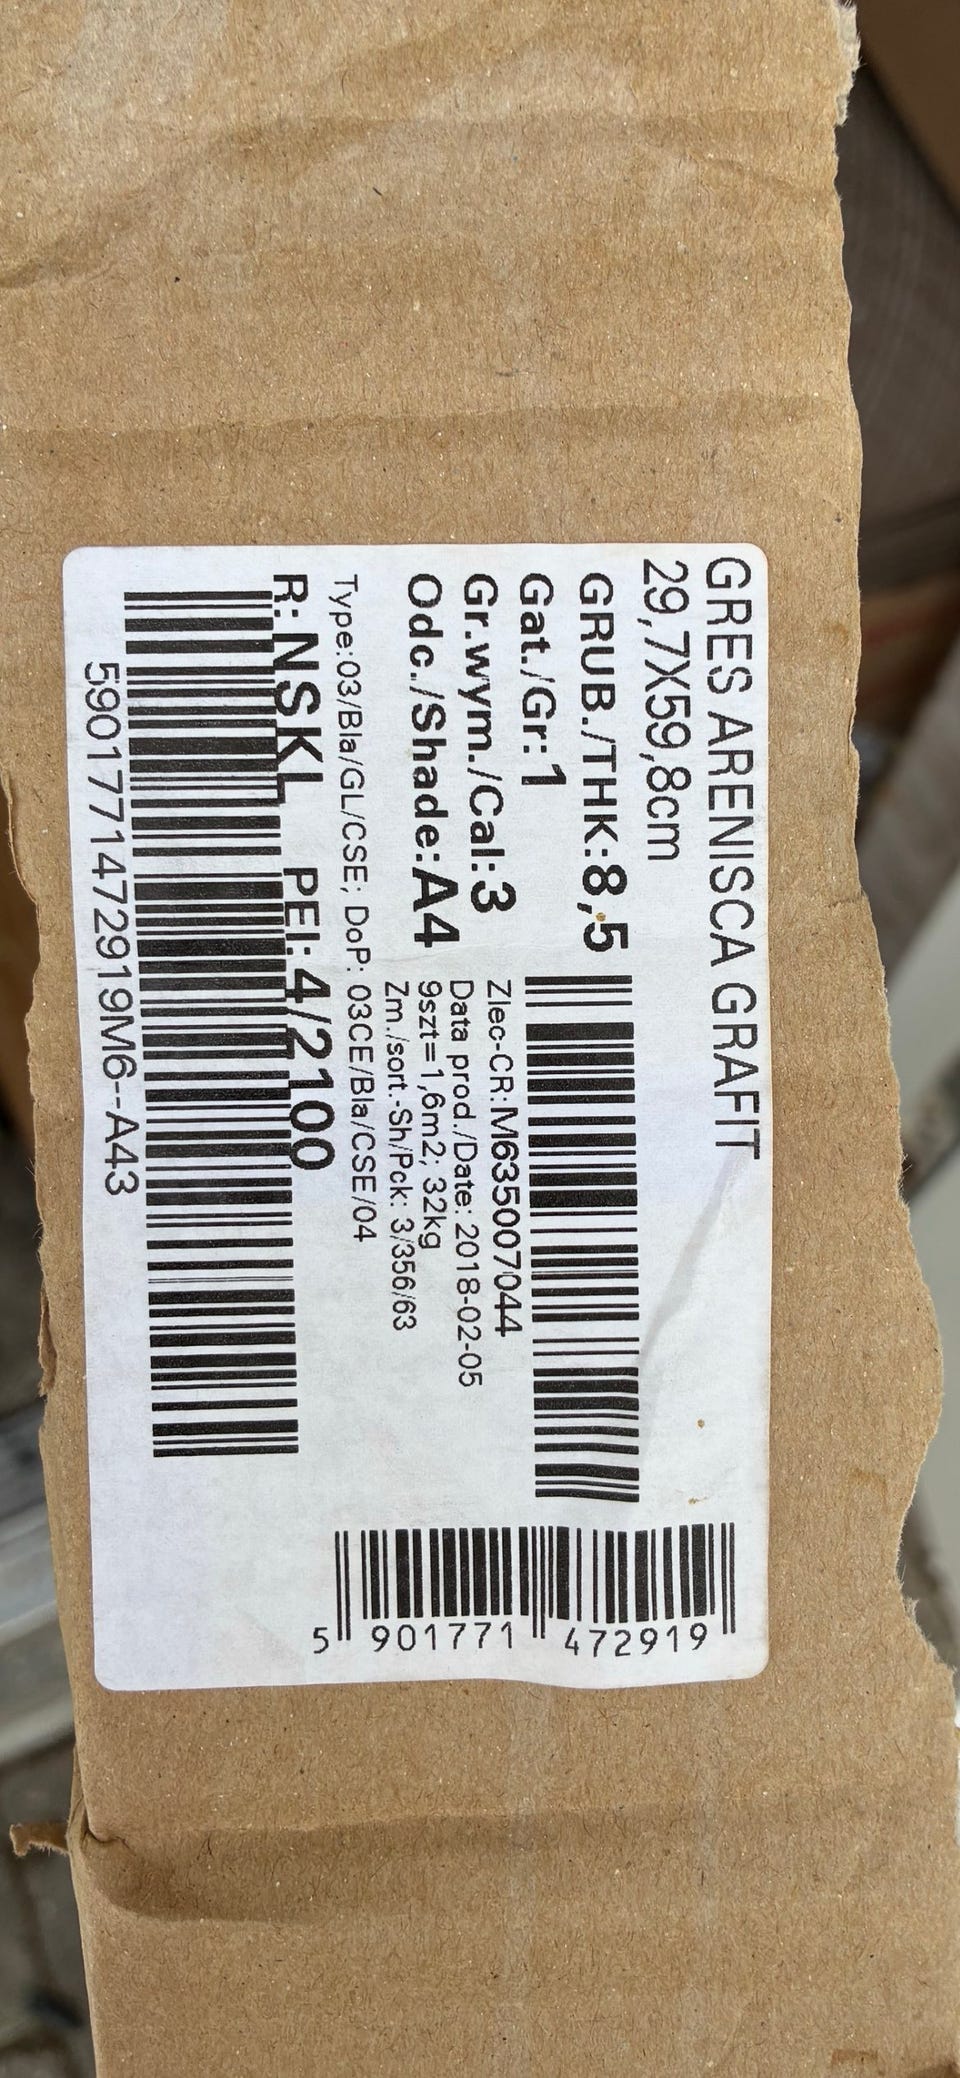 GRES ARENISCA GRAFIT
29,7X59,8cm
GRUB./THK:8,5
Gat./Gr:1
Gr.wym./Cal:3
Odc./Shade:A4
Zlec-CR:M635007044
Data prod./Date: 2018-02-05
9szt=1,6m2; 32kg
Zm./sort.-Sh/Pck: 3/356/63
Type:03/Bla/GL/CSE; DoP: 03CE/Bla/CSE/04
R:NSKL PEI:4/2100
5901771472919M6--A43
5 901771 472919